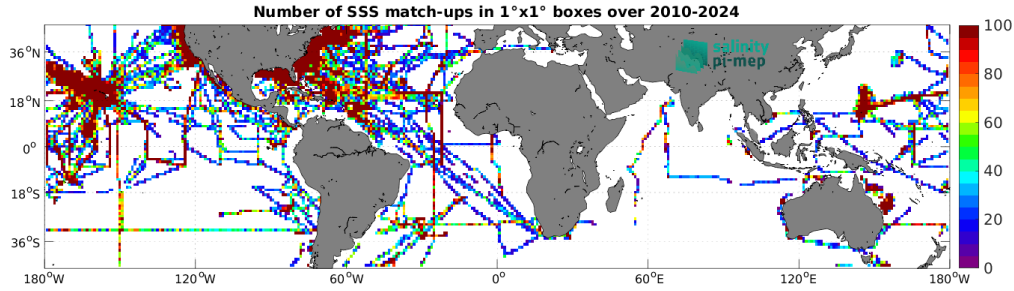 Number of SSS match-ups in 1°x1° boxes over 2010-2024
36°N
18°N
0°
18°S
36°S
180°W
120°W
60°W
0°
60°E
120°E
180°W
salinity
pi-mep
100
80
60
40
20
0